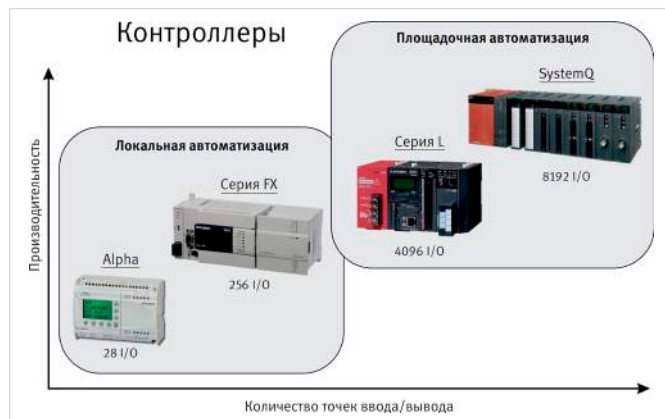 Контроллеры
Площадочная автоматизация
SystemQ
8192 I/O
Серия L
4096 I/O
Локальная автоматизация
Серия FX
256 I/O
Alpha
28 I/O
Производительность
Количество точек ввода/вывода